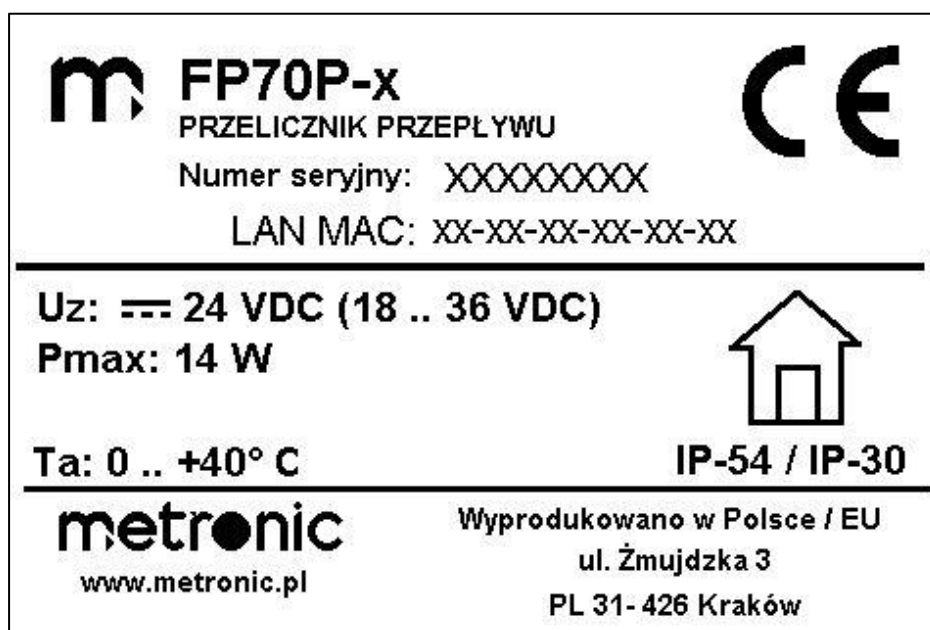 FP70P-x
PRZELICZNIK PRZEPŁYWU
Numer seryjny: XXXXXXXX
LAN MAC: XX-XX-XX-XX-XX-XX
Uz: 24 VDC (18 .. 36 VDC)
Pmax: 14 W
Ta: 0 .. +40° C
IP-54 / IP-30
metronic
www.metronic.pl
Wyprodukowano w Polsce / EU
ul. Żmujdzka 3
PL 31- 426 Kraków
m
CE